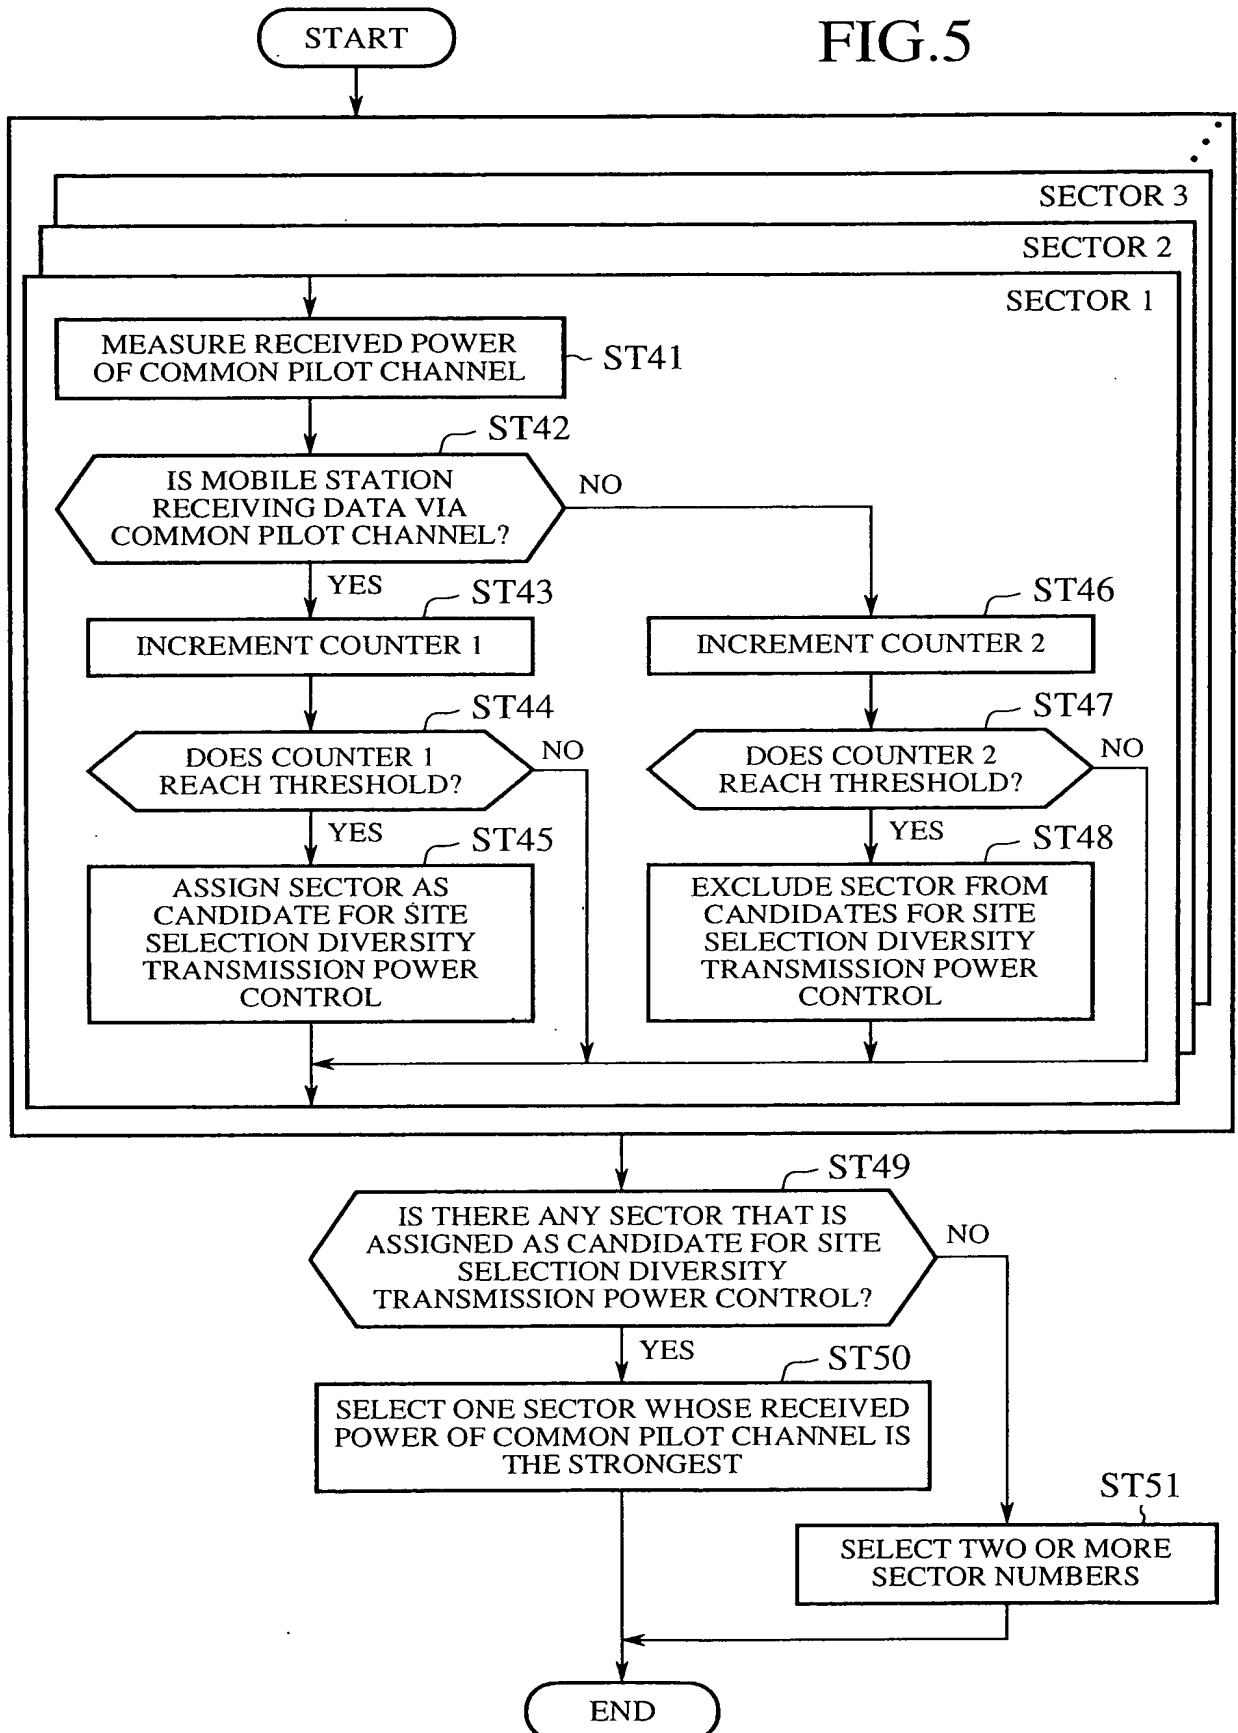 START
FIG.5
SECTOR 3
SECTOR 2
SECTOR 1
MEASURE RECEIVED POWER
OF COMMON PILOT CHANNEL
ST41
ST42
IS MOBILE STATION
RECEIVING DATA VIA
COMMON PILOT CHANNEL?
NO
YES
ST43
INCREMENT COUNTER 1
ST46
INCREMENT COUNTER 2
ST44
DOES COUNTER 1
REACH THRESHOLD?
NO
ST47
DOES COUNTER 2
REACH THRESHOLD?
NO
YES
ST45
ASSIGN SECTOR AS
CANDIDATE FOR SITE
SELECTION DIVERSITY
TRANSMISSION POWER
CONTROL
YES
ST48
EXCLUDE SECTOR FROM
CANDIDATES FOR SITE
SELECTION DIVERSITY
TRANSMISSION POWER
CONTROL
ST49
IS THERE ANY SECTOR THAT IS
ASSIGNED AS CANDIDATE FOR SITE
SELECTION DIVERSITY
TRANSMISSION POWER CONTROL?
NO
YES
ST50
SELECT ONE SECTOR WHOSE RECEIVED
POWER OF COMMON PILOT CHANNEL IS
THE STRONGEST
ST51
SELECT TWO OR MORE
SECTOR NUMBERS
END